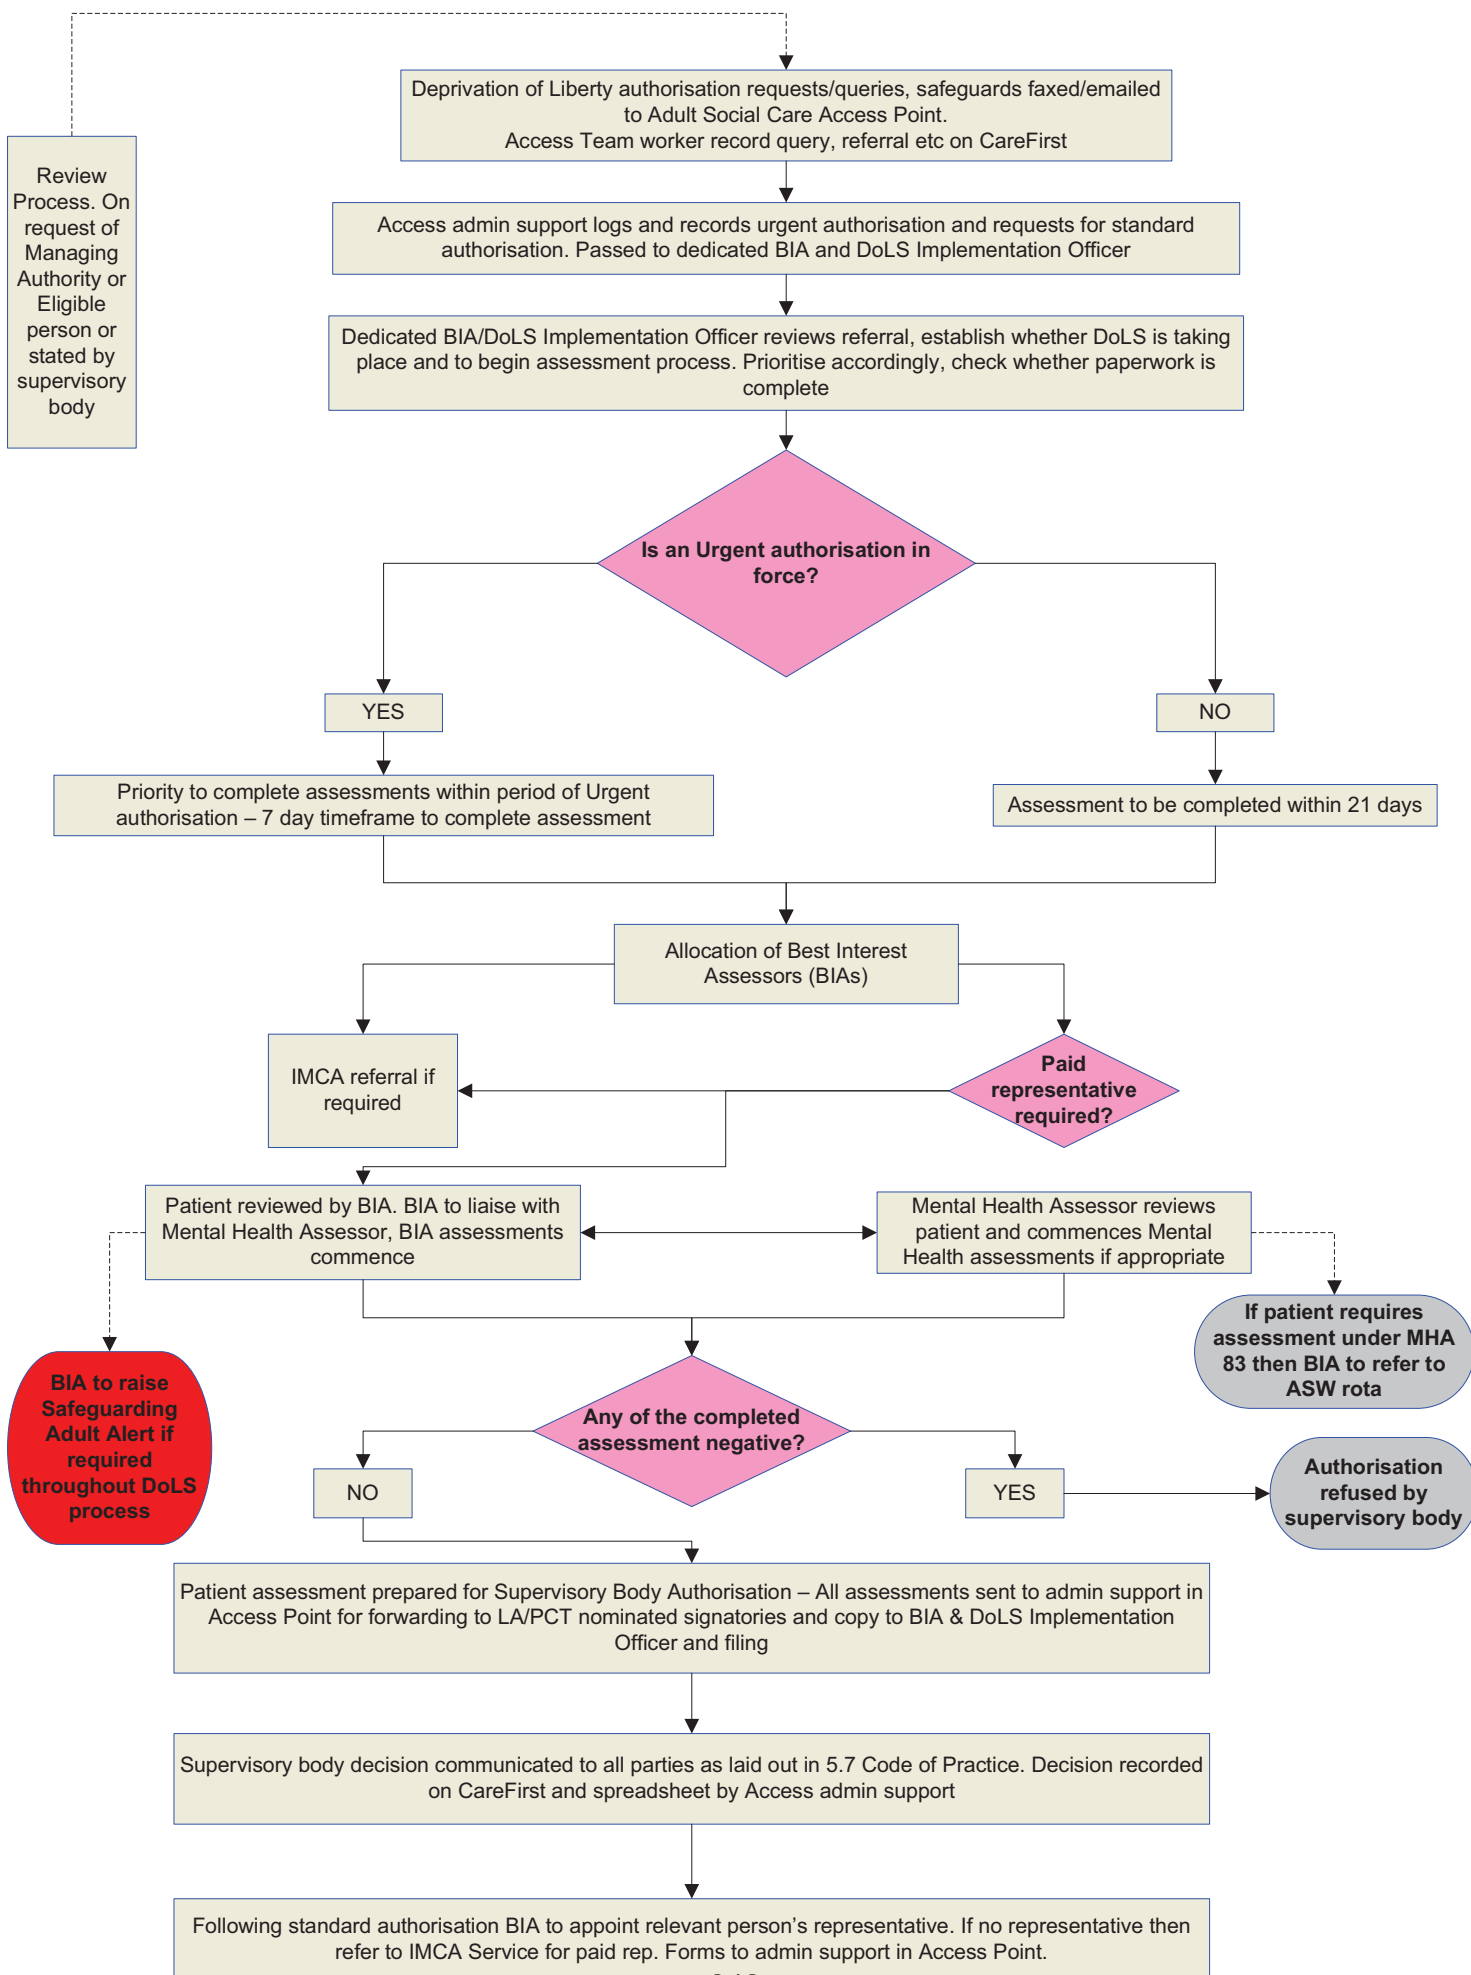 Deprivation of Liberty authorisation requests/queries, safeguards faxed/emailed
to Adult Social Care Access Point.
Access Team worker record query, referral etc on CareFirst
Review
Process. On
request of
Managing
Authority or
Eligible
person or
stated by
supervisory
body
Access admin support logs and records urgent authorisation and requests for standard
authorisation. Passed to dedicated BIA and DoLS Implementation Officer
Dedicated BIA/DoLS Implementation Officer reviews referral, establish whether DoLS is taking
place and to begin assessment process. Prioritise accordingly, check whether paperwork is
complete
Is an Urgent authorisation in
force?
YES
NO
Priority to complete assessments within period of Urgent
authorisation – 7 day timeframe to complete assessment
Assessment to be completed within 21 days
Allocation of Best Interest
Assessors (BIAs)
IMCA referral if
required
Paid
representative
required?
Patient reviewed by BIA. BIA to liaise with
Mental Health Assessor, BIA assessments
commence
Mental Health Assessor reviews
patient and commences Mental
Health assessments if appropriate
If patient requires
assessment under MHA
83 then BIA to refer to
ASW rota
BIA to raise
Safeguarding
Adult Alert if
required
throughout DoLS
process
Any of the completed
assessment negative?
NO
YES
Authorisation
refused by
supervisory body
Patient assessment prepared for Supervisory Body Authorisation – All assessments sent to admin support in
Access Point for forwarding to LA/PCT nominated signatories and copy to BIA & DoLS Implementation
Officer and filing
Supervisory body decision communicated to all parties as laid out in 5.7 Code of Practice. Decision recorded
on CareFirst and spreadsheet by Access admin support
Following standard authorisation BIA to appoint relevant person's representative. If no representative then
refer to IMCA Service for paid rep. Forms to admin support in Access Point.